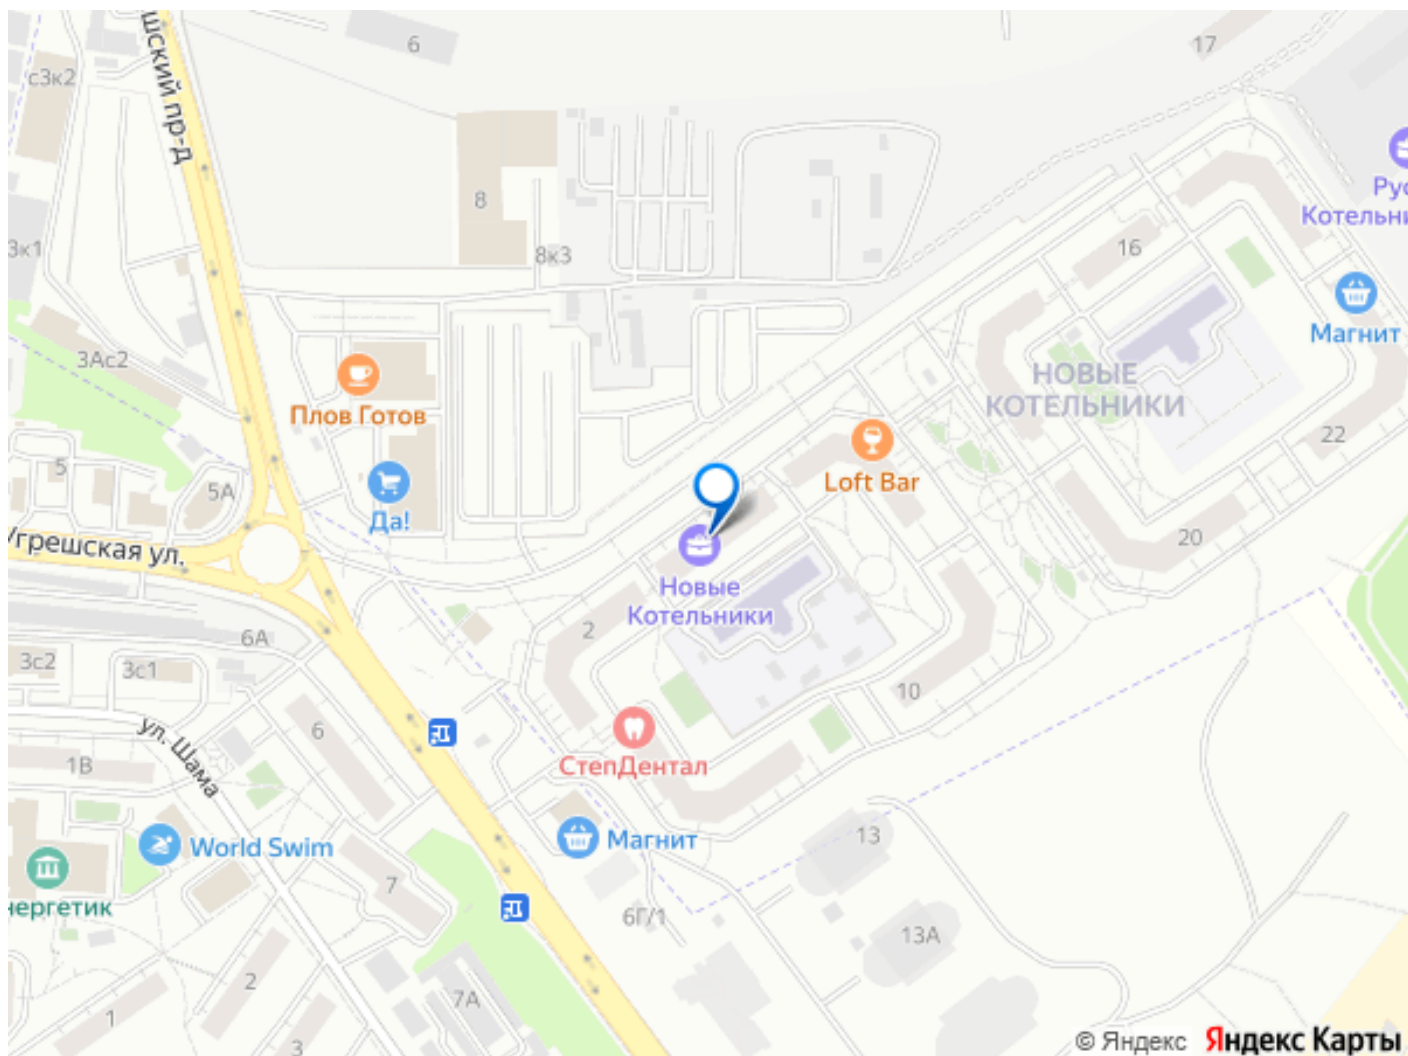 6
17
с3к2
шский пр-д
8
3к1
8к3
16
Котельни
Магнит
3Ас2
НОВЫЕ
КОТЕЛЬНИКИ
Плов Готов
22
5
5А
Loft Bar
Да!
Угрешская ул.
20
Новые
Котельники
2
6А
3с2
3с1
10
ул. Шама
6
1В
СтепДентал
World Swim
Магнит
13
7
нергетик
6Г/1
13А
2
7А
1
3
© Яндекс Яндекс Карты